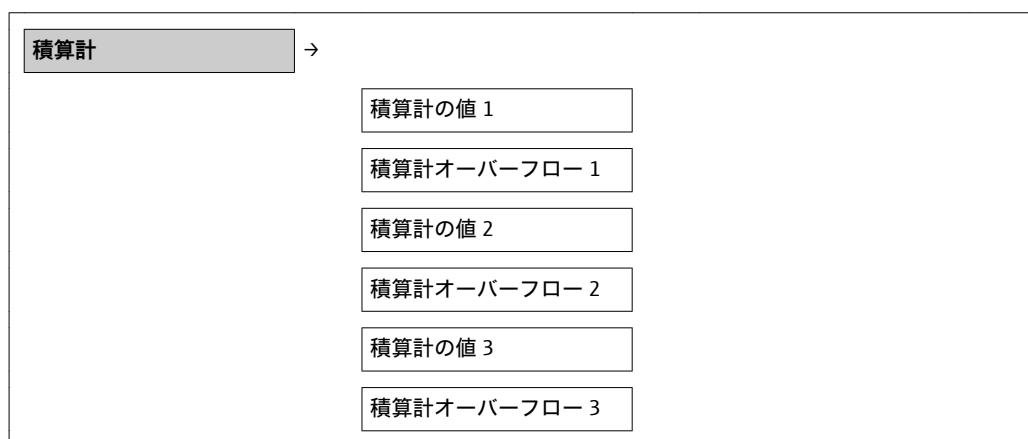 積算計 →
積算計の値 1
積算計オーバーフロー 1
積算計の値 2
積算計オーバーフロー 2
積算計の値 3
積算計オーバーフロー 3